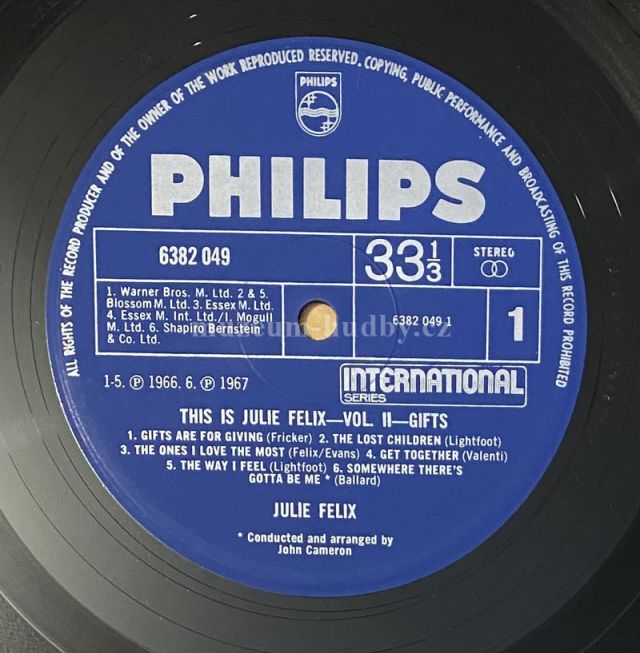 ALL RIGHTS OF THE RECORD PRODUCER AND OF THE OWNER OF THE WORK REPRODUCED RESERVED. COPYING, PUBLIC PERFORMANCE AND BROADCASTING OF THIS RECORD PROHIBITED
PHILIPS
PHILIPS
6382 049
33 1/3
STEREO
1. Warner Bros. M. Ltd. 2 & 5.
Blossom M. Ltd. 3. Essex M. Ltd.
4. Essex M. Int. Ltd./I. Mogull
M. Ltd. 6. Shapiro Bernstein
& Co. Ltd.
6382 049 1
1
museum-hudby.cz
1-5. Ⓟ 1966. 6. Ⓟ 1967
INTERNATIONAL
SERIES
THIS IS JULIE FELIX—VOL. II—GIFTS
1. GIFTS ARE FOR GIVING (Fricker) 2. THE LOST CHILDREN (Lightfoot)
3. THE ONES I LOVE THE MOST (Felix/Evans) 4. GET TOGETHER (Valenti)
5. THE WAY I FEEL (Lightfoot) 6. SOMEWHERE THERE'S
GOTTA BE ME * (Ballard)
JULIE FELIX
* Conducted and arranged by
John Cameron